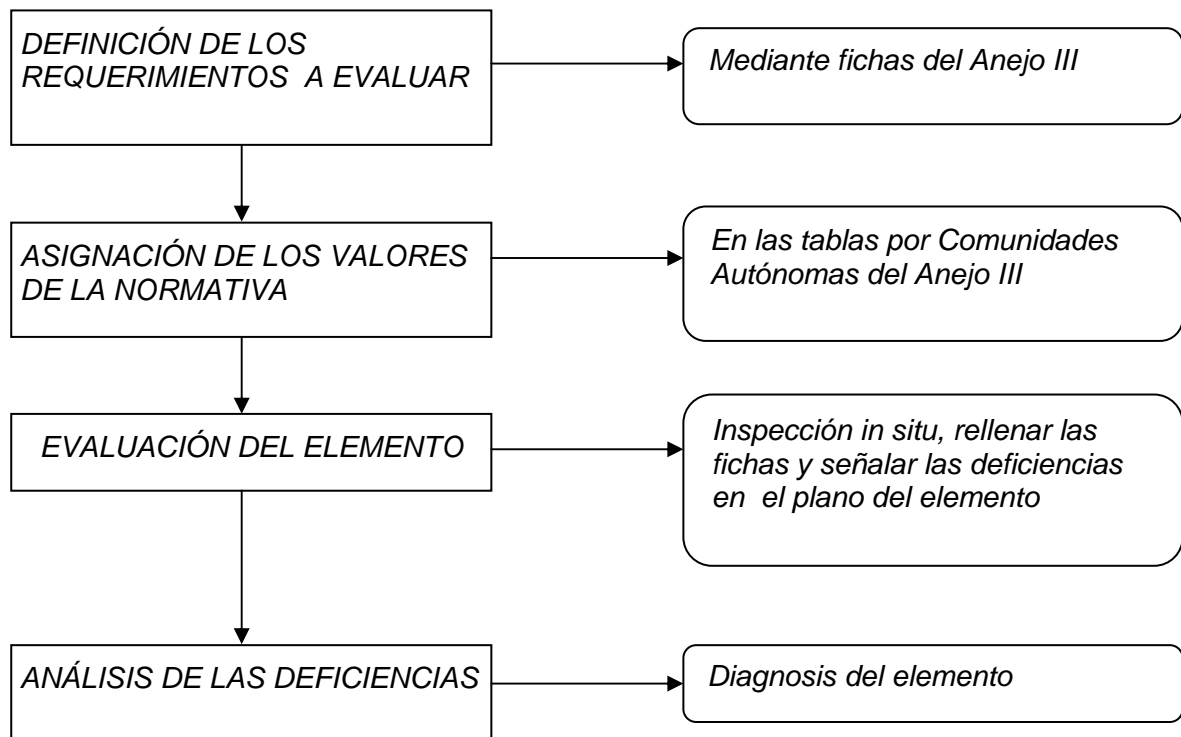 DEFINICIÓN DE LOS
REQUERIMIENTOS A EVALUAR
Mediante fichas del Anejo III
ASIGNACIÓN DE LOS VALORES
DE LA NORMATIVA
En las tablas por Comunidades
Autónomas del Anejo III
EVALUACIÓN DEL ELEMENTO
Inspección in situ, rellenar las
fichas y señalar las deficiencias
en el plano del elemento
ANÁLISIS DE LAS DEFICIENCIAS
Diagnosis del elemento